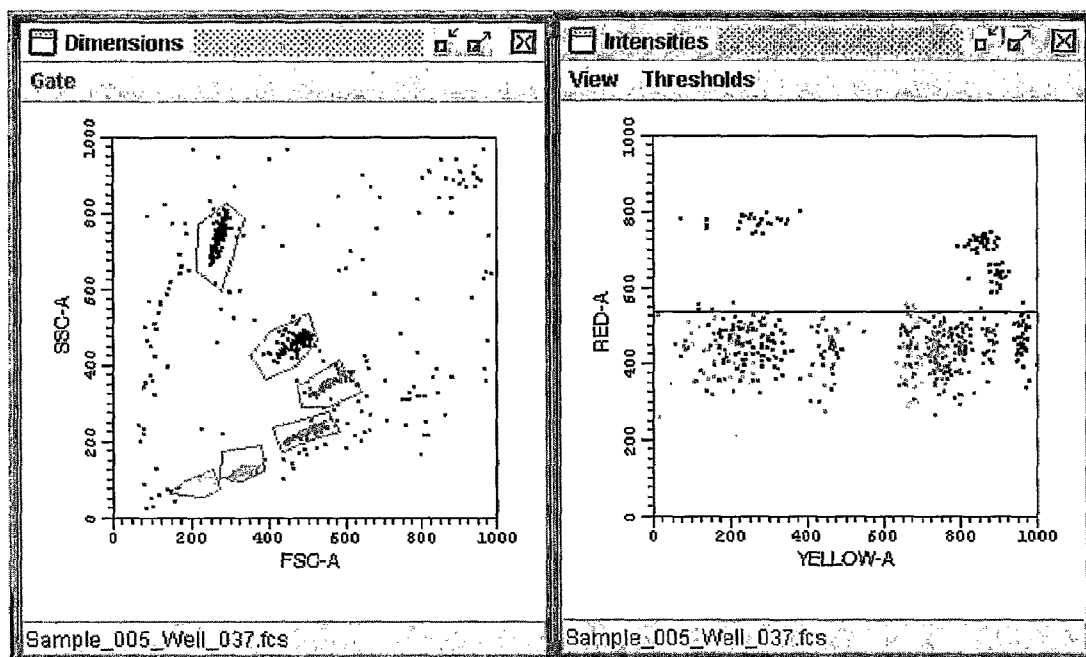 Dimensions
Gate
1000
800
600
400
200
0
SSC-A
0 200 400 600 800 1000
FSC-A
Sample_005_Well_037.fcs
Intensities
View Thresholds
1000
800
600
400
200
0
RED-A
0 200 400 600 800 1000
YELLOW-A
Sample_005_Well_037.fcs